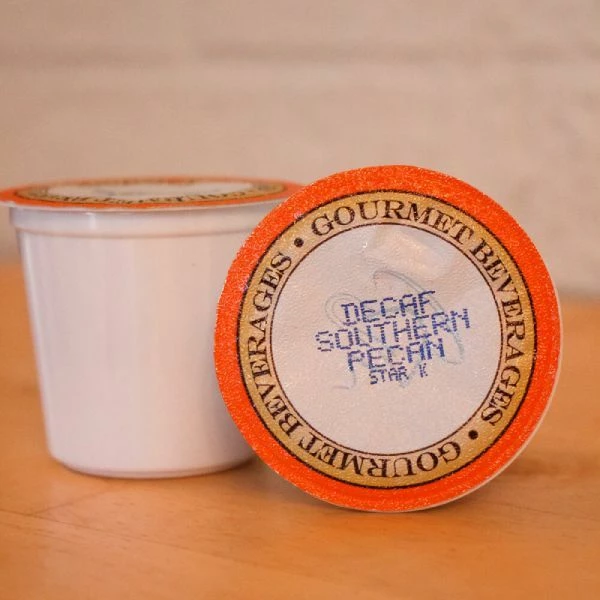 GOURMET BEVERAGES • GOURMET BEVERAGES •
DECAF
SOUTHERN
PECAN
STAR K